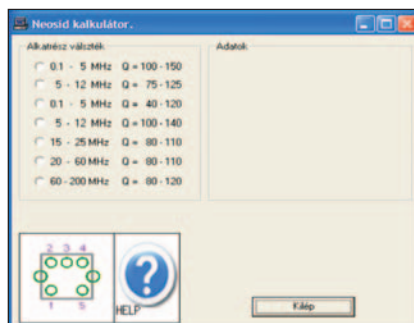 Neosid kalkulátor.
Alkatrész válszték
Adatok
0.1 - 5 MHz Q = 100 - 150
5 - 12 MHz Q = 75 - 125
0.1 - 5 MHz Q = 40 - 120
5 - 12 MHz Q = 100 - 140
15 - 25 MHz Q = 80 - 110
20 - 60 MHz Q = 80 - 110
60 - 200 MHz Q = 80 - 120
2 3 4
1 5
HELP
Kilép